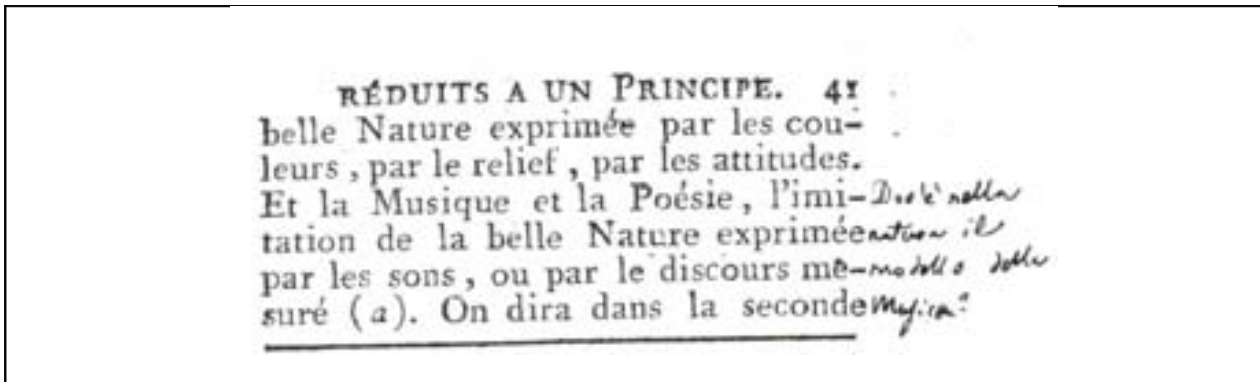 RÉDUITS A UN PRINCIPE. 41
belle Nature exprimée par les cou-
leurs, par le relief, par les attitudes.
Et la Musique et la Poésie, l'imi-
tation de la belle Nature exprimée
par les sons, ou par le discours me-
suré (a). On dira dans la seconde
Dov'è nella
natura il
modello della
Musica?